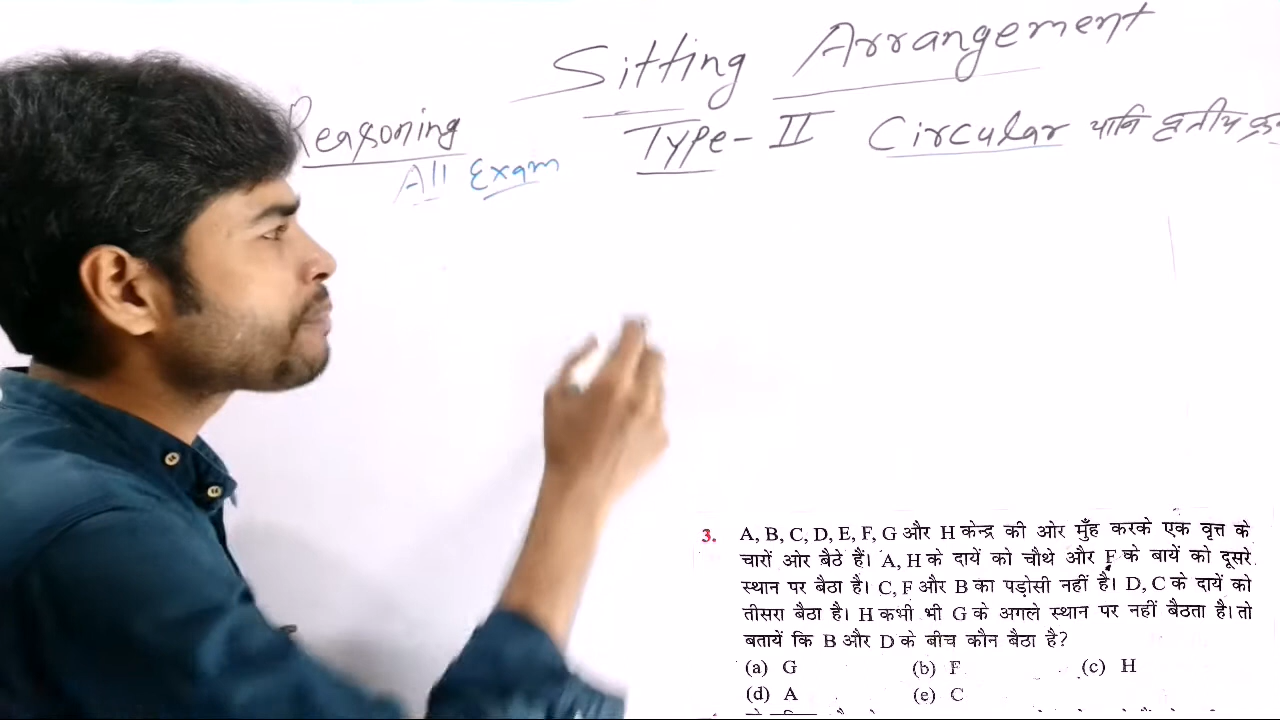 Sitting Arrangement
Reasoning
All Exam
Type-II Circular यानि
3. A, B, C, D, E, F, G और H केन्द्र की ओर मुँह करके एक वृत्त के
चारों ओर बैठे हैं। A, H के दायें को चौथे और F के बायें को दूसरे
स्थान पर बैठा है। C, F और B का पड़ोसी नहीं है। D, C के दायें को
तीसरा बैठा है। H कभी भी G के अगले स्थान पर नहीं बैठता है। तो
बतायें कि B और D के बीच कौन बैठा है?
(a) G (b) F (c) H
(d) A (e) C